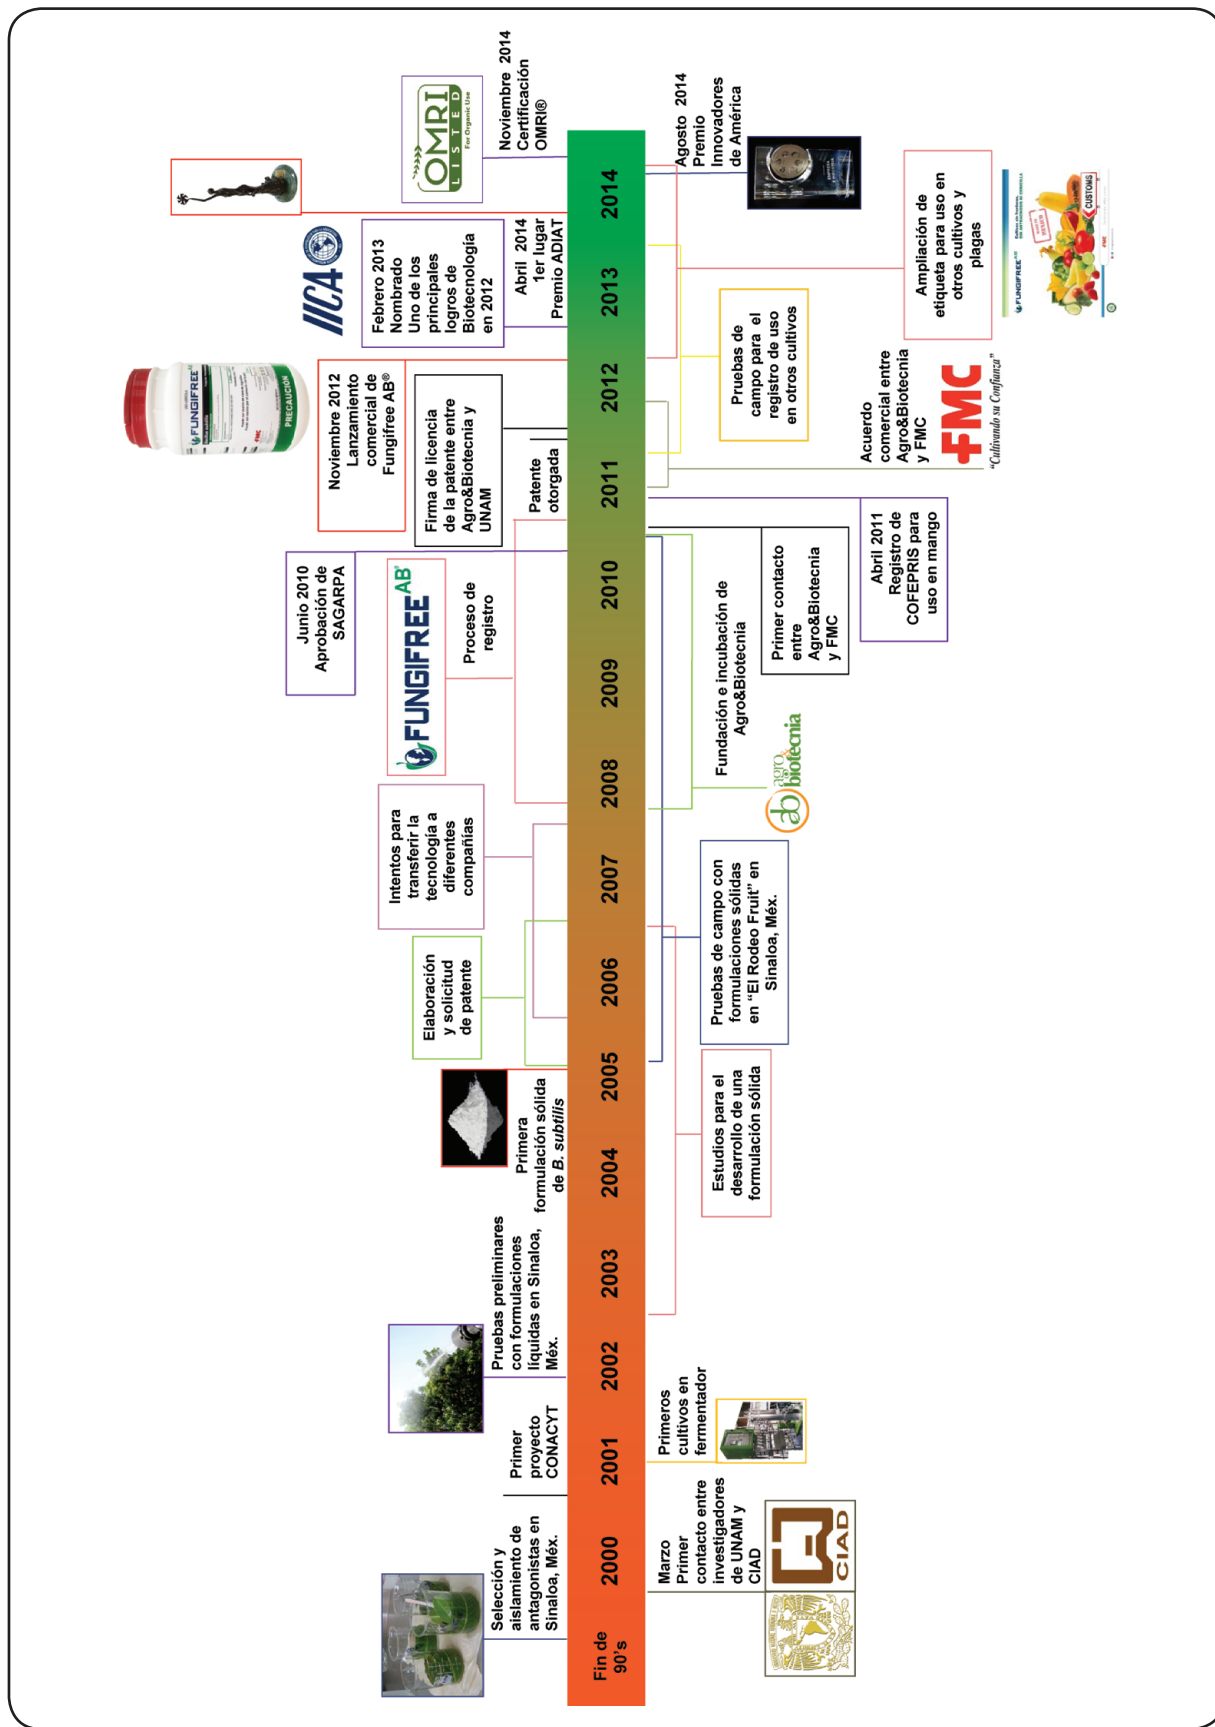 Selección y
aislamiento de
antagonistas en
Sinaloa, Méx.
Primer
proyecto
CONACYT
Pruebas preliminares
con formulaciones
líquidas en Sinaloa,
Méx.
Primera
formulación sólida
de B. subtilis
Elaboración
y solicitud
de patente
Intentos para
transferir la
tecnología a
diferentes
compañías
FUNGIFREE AB®
Proceso de
registro
Junio 2010
Aprobación de
SAGARPA
Patente
otorgada
Firma de licencia
de la patente entre
Agro&Biotecnia y
UNAM
Noviembre 2012
Lanzamiento
comercial de
Fungifree AB®
FUNGIFREE AB
FMC
PRECAUCIÓN
IICA
Febrero 2013
Nombrado
Uno de los
principales
logros de
Biotecnología
en 2012
Abril 2014
1er lugar
Premio ADIAT
OMRI
LISTED
For Organic Use
Noviembre 2014
Certificación
OMRI®
Fin de
90's
2000
2001
2002
2003
2004
2005
2006
2007
2008
2009
2010
2011
2012
2013
2014
Marzo
Primer
contacto entre
investigadores
de UNAM y
CIAD
CIAD
Primeros
cultivos en
fermentador
Estudios para el
desarrollo de una
formulación sólida
Pruebas de campo con
formulaciones sólidas
en “El Rodeo Fruit” en
Sinaloa, Méx.
Fundación e incubación de
Agro&Biotecnia
ab agro&
biotecnia
Primer contacto
entre
Agro&Biotecnia
y FMC
Abril 2011
Registro de
COFEPRIS para
uso en mango
Acuerdo
comercial entre
Agro&Biotecnia
y FMC
FMC
“Cultivando su Confianza”
Pruebas de
campo para el
registro de uso
en otros cultivos
Ampliación de
etiqueta para uso en
otros cultivos y
plagas
FUNGIFREE AB
CUSTOMS
FMC
Agosto 2014
Premio
Innovadores
de América